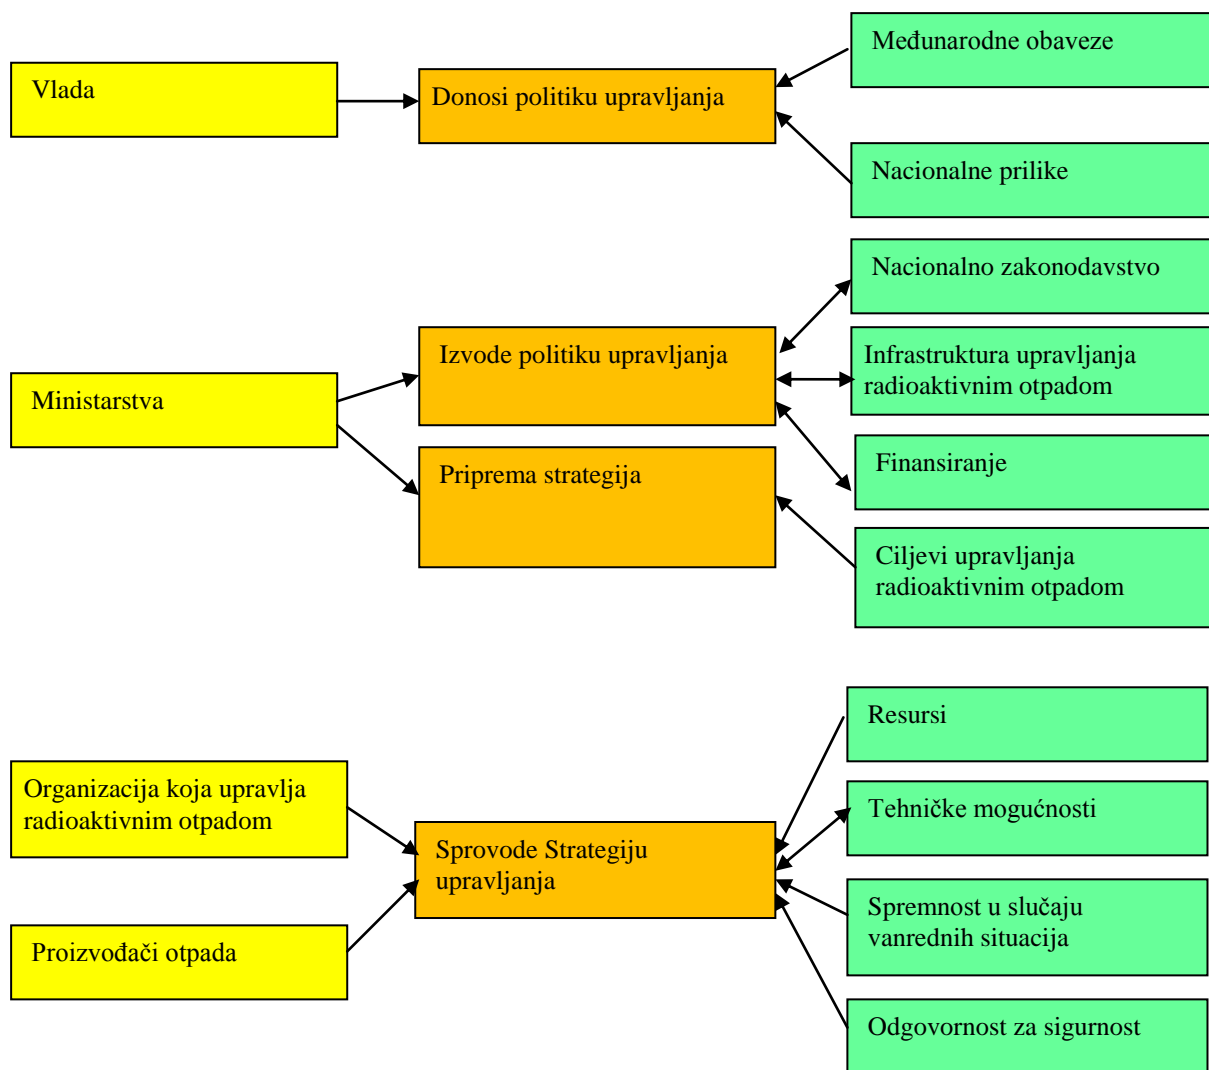 Međunarodne obaveze
Vlada
Donosi politiku upravljanja
Nacionalne prilike
Nacionalno zakonodavstvo
Izvode politiku upravljanja
Infrastruktura upravljanja
radioaktivnim otpadom
Ministarstva
Priprema strategija
Finansiranje
Ciljevi upravljanja
radioaktivnim otpadom
Resursi
Organizacija koja upravlja
radioaktivnim otpadom
Tehničke mogućnosti
Sprovode Strategiju
upravljanja
Spremnost u slučaju
vanrednih situacija
Proizvođači otpada
Odgovornost za sigurnost